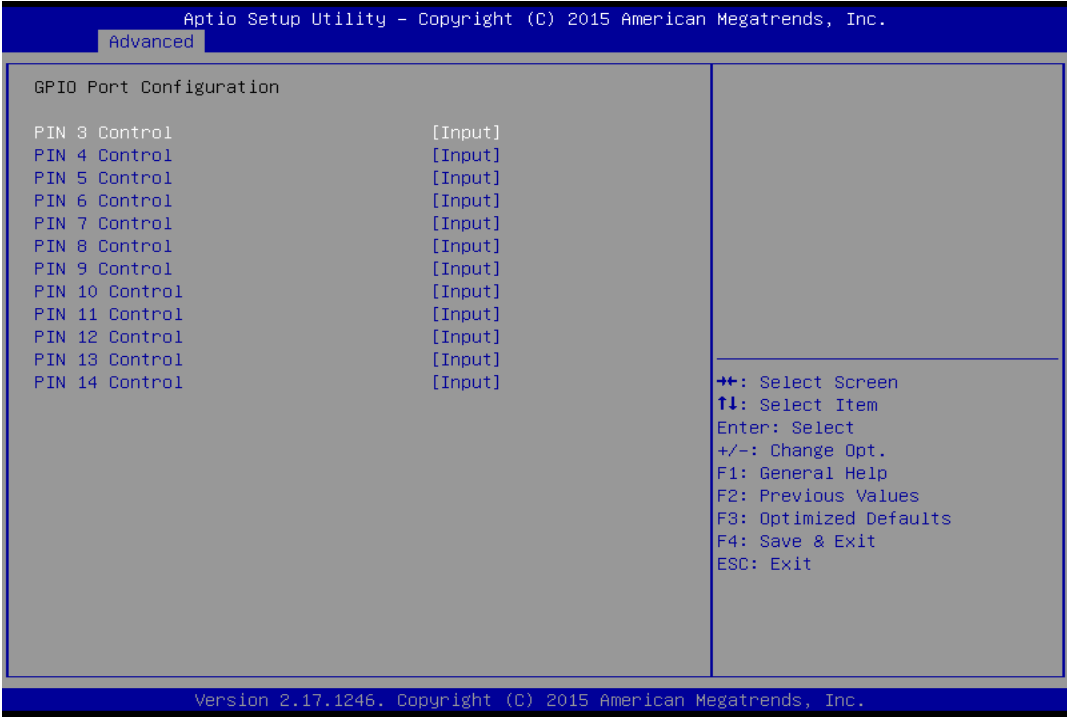 Aptio Setup Utility – Copyright (C) 2015 American Megatrends, Inc.
Advanced
GPIO Port Configuration
PIN 3 Control [Input]
PIN 4 Control [Input]
PIN 5 Control [Input]
PIN 6 Control [Input]
PIN 7 Control [Input]
PIN 8 Control [Input]
PIN 9 Control [Input]
PIN 10 Control [Input]
PIN 11 Control [Input]
PIN 12 Control [Input]
PIN 13 Control [Input]
PIN 14 Control [Input]
→←: Select Screen
↑↓: Select Item
Enter: Select
+/-: Change Opt.
F1: General Help
F2: Previous Values
F3: Optimized Defaults
F4: Save & Exit
ESC: Exit
Version 2.17.1246. Copyright (C) 2015 American Megatrends, Inc.